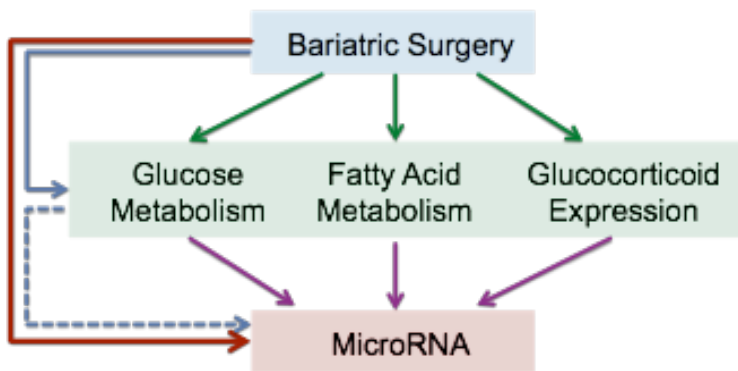 Bariatric Surgery
Glucose Fatty Acid Glucocorticoid
Metabolism Metabolism Expression
MicroRNA